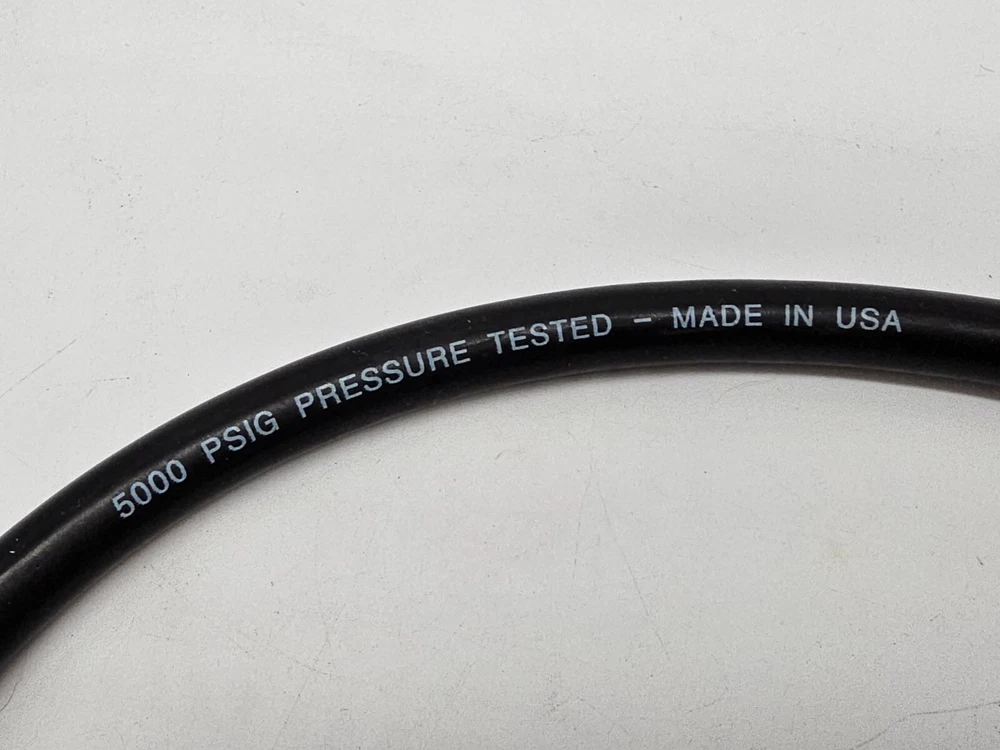 5000 PSIG PRESSURE TESTED – MADE IN USA